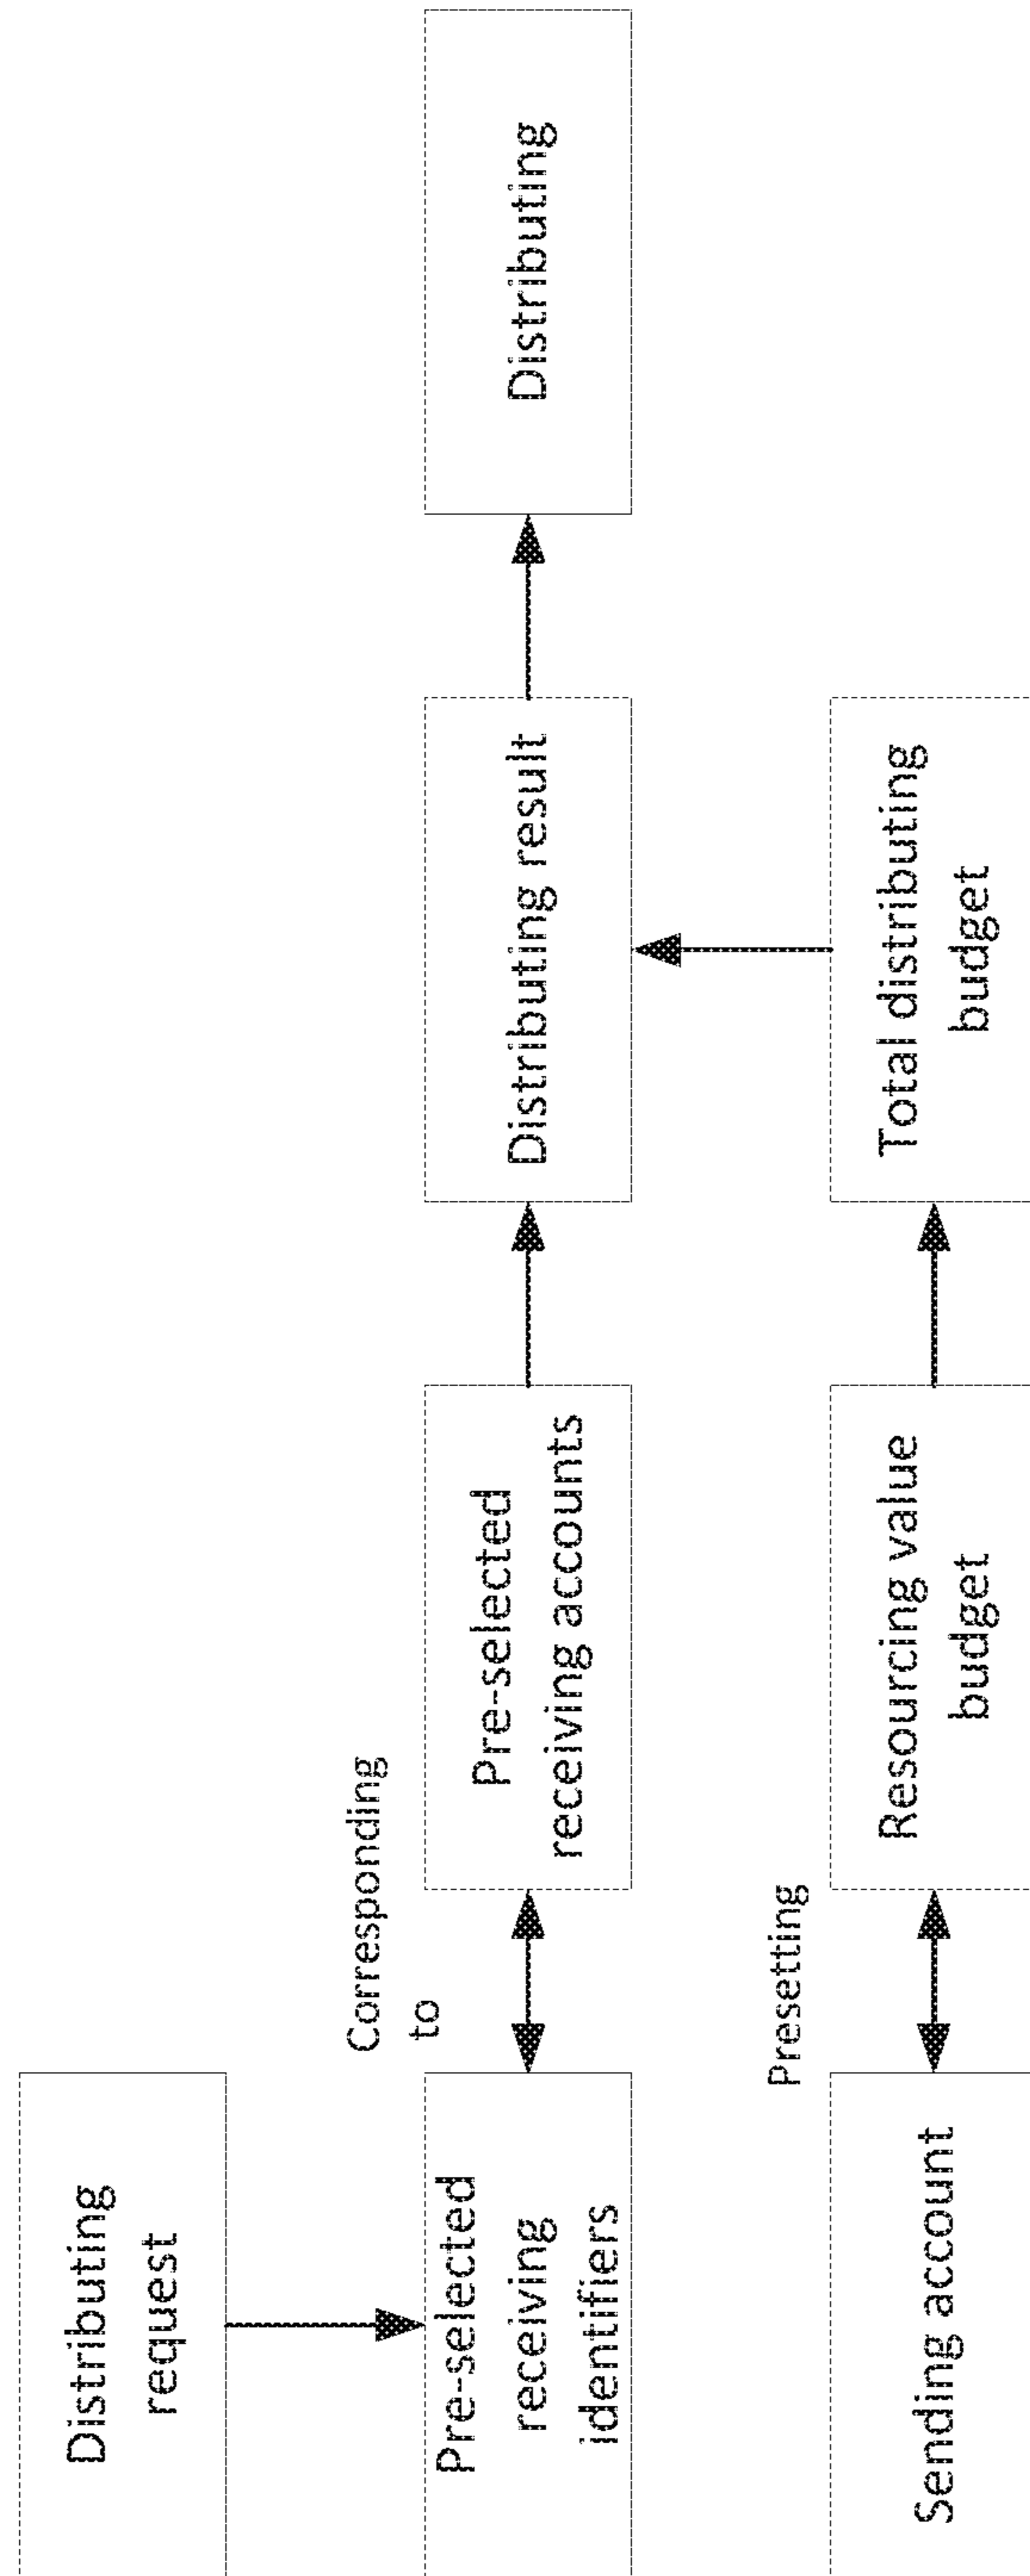 Distributing
request
Pre-selected
receiving
identifiers
Corresponding
to
Pre-selected
receiving accounts
Distributing result
Distributing
Sending account
Presetting
Resourcing value
budget
Total distributing
budget